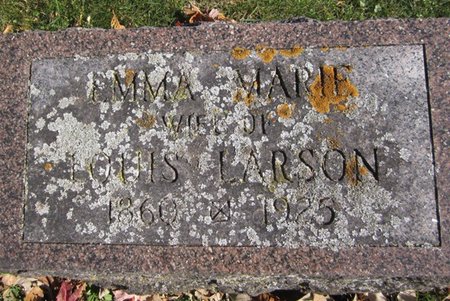 EMMA MARIE
WIFE OF
LOUIS LARSON
1860 1925